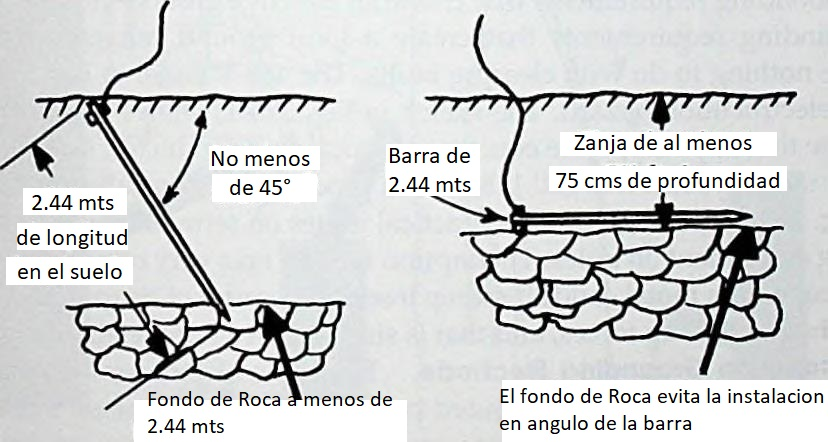 No menos
de 45°
2.44 mts
de longitud
en el suelo
Fondo de Roca a menos de
2.44 mts
Barra de
2.44 mts
Zanja de al menos
75 cms de profundidad
El fondo de Roca evita la instalacion
en angulo de la barra